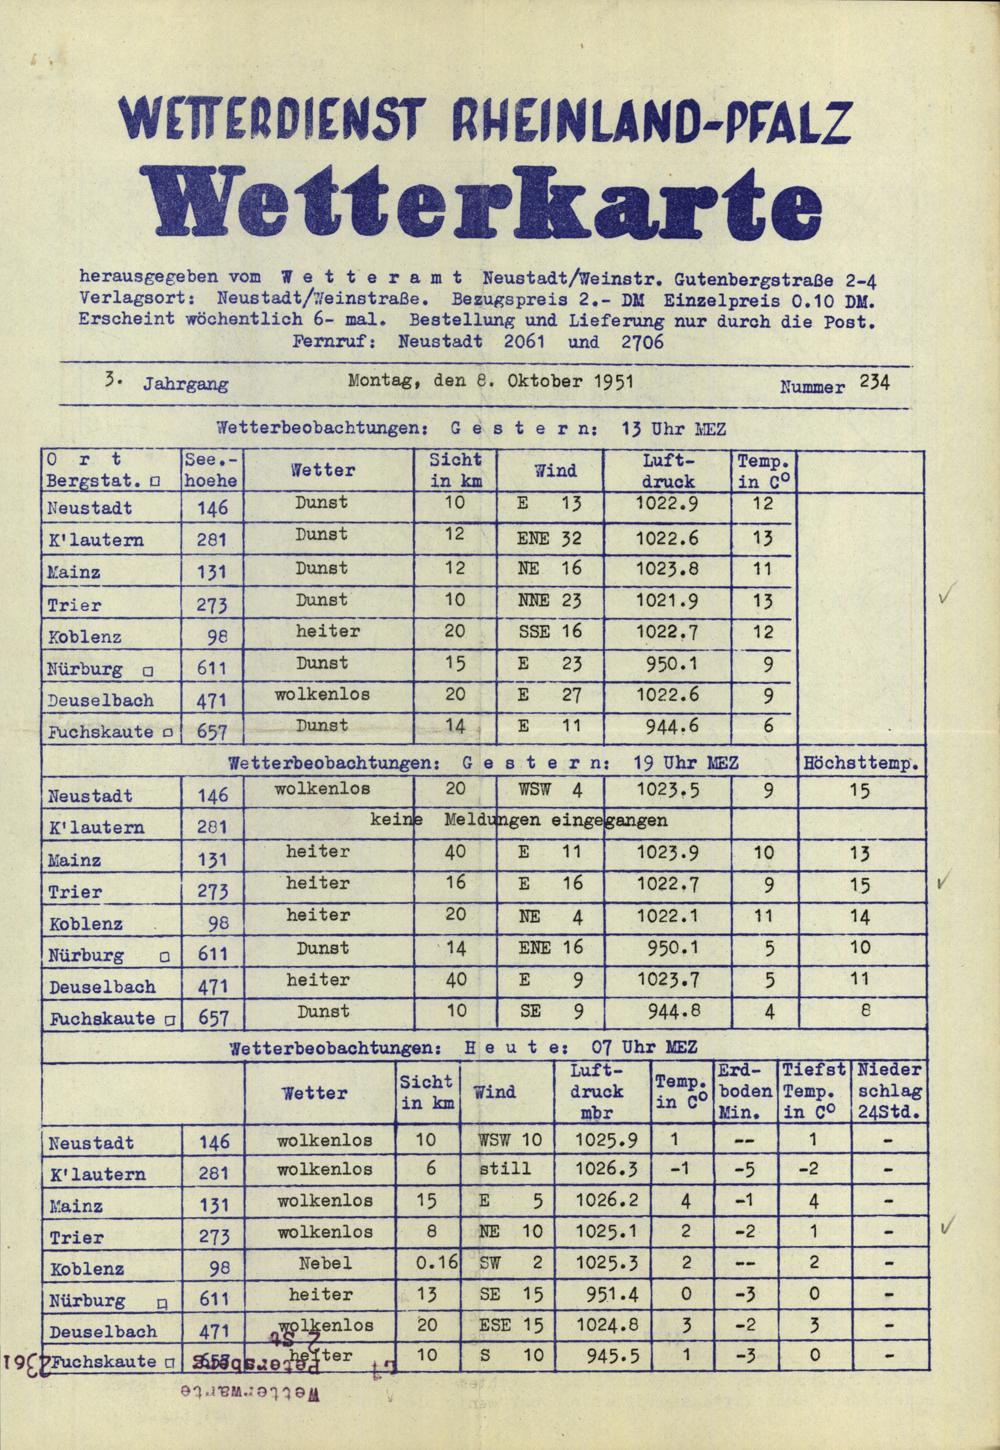 WETTERDIENST RHEINLAND-PFALZ
Wetterkarte
herausgegeben vom W e t t e r a m t Neustadt/Weinstr. Gutenbergstraße 2-4
Verlagsort: Neustadt/Weinstraße. Bezugspreis 2.- DM Einzelpreis 0.10 DM.
Erscheint wöchentlich 6- mal. Bestellung und Lieferung nur durch die Post.
Fernruf: Neustadt 2061 und 2706
3. Jahrgang Montag, den 8. Oktober 1951 Nummer 234
Wetterbeobachtungen: G e s t e r n: 13 Uhr MEZ
O r t See.- Wetter Sicht Wind Luft- Temp.
Bergstat. □ hoehe in km druck in C°
Neustadt 146 Dunst 10 E 13 1022.9 12
K'lautern 281 Dunst 12 ENE 32 1022.6 13
Mainz 131 Dunst 12 NE 16 1023.8 11
Trier 273 Dunst 10 NNE 23 1021.9 13
Koblenz 98 heiter 20 SSE 16 1022.7 12
Nürburg □ 611 Dunst 15 E 23 950.1 9
Deuselbach 471 wolkenlos 20 E 27 1022.6 9
Fuchskaute □ 657 Dunst 14 E 11 944.6 6
Wetterbeobachtungen: G e s t e r n: 19 Uhr MEZ Höchsttemp.
Neustadt 146 wolkenlos 20 WSW 4 1023.5 9 15
K'lautern 281 keine Meldungen eingegangen
Mainz 131 heiter 40 E 11 1023.9 10 13
Trier 273 heiter 16 E 16 1022.7 9 15
Koblenz 98 heiter 20 NE 4 1022.1 11 14
Nürburg □ 611 Dunst 14 ENE 16 950.1 5 10
Deuselbach 471 heiter 40 E 9 1023.7 5 11
Fuchskaute □ 657 Dunst 10 SE 9 944.8 4 8
Wetterbeobachtungen: H e u t e: 07 Uhr MEZ
Wetter Sicht in km Wind Luft- druck mbr Temp. in C° Erd- boden Min. Tiefst Temp. in C° Nieder schlag 24Std.
Neustadt 146 wolkenlos 10 WSW 10 1025.9 1 -- 1 -
K'lautern 281 wolkenlos 6 still 1026.3 -1 -5 -2 -
Mainz 131 wolkenlos 15 E 5 1026.2 4 -1 4 -
Trier 273 wolkenlos 8 NE 10 1025.1 2 -2 1 -
Koblenz 98 Nebel 0.16 SW 2 1025.3 2 -- 2 -
Nürburg □ 611 heiter 13 SE 15 951.4 0 -3 0 -
Deuselbach 471 wolkenlos 20 ESE 15 1024.8 3 -2 3 -
Fuchskaute □ 657 heiter 10 S 10 945.5 1 -3 0 -
Wetterwarte
Petersberg